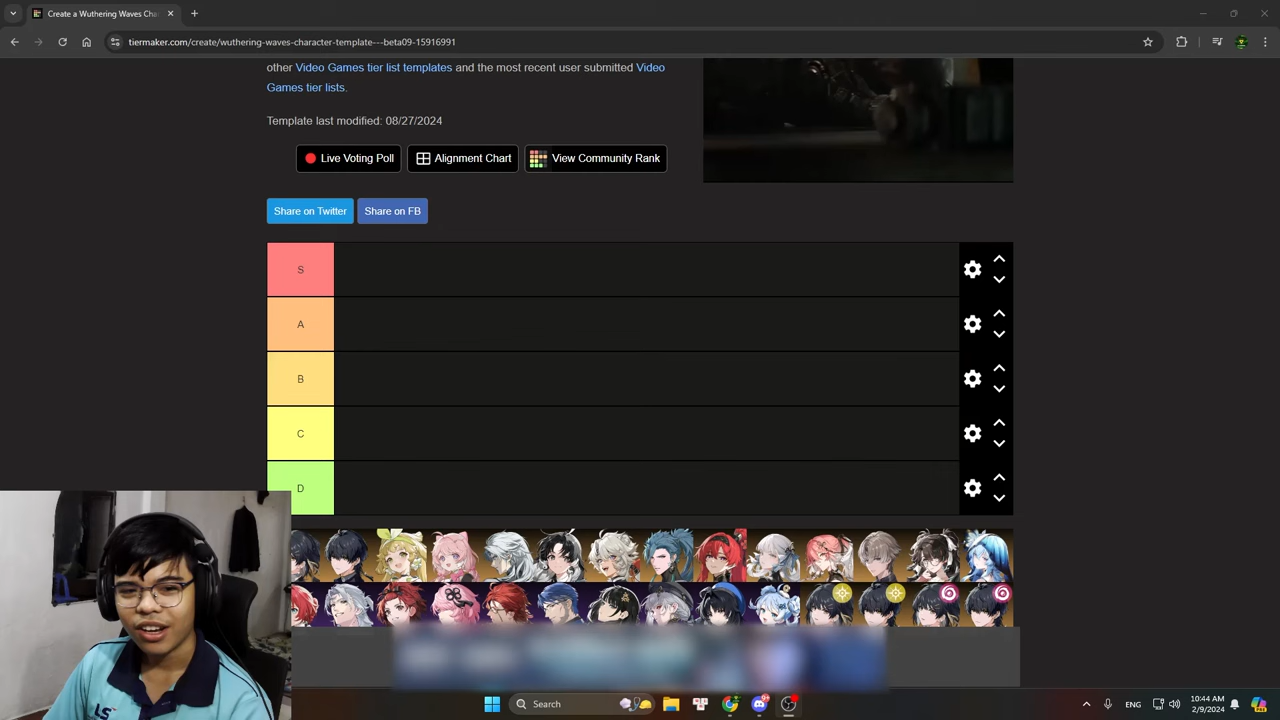 Create a Wuthering Waves Cha
tiermaker.com/create/wuthering-waves-character-template---beta09-15916991
other Video Games tier list templates and the most recent user submitted Video
Games tier lists.
Template last modified: 08/27/2024
Live Voting Poll
Alignment Chart
View Community Rank
Share on Twitter
Share on FB
S
A
B
C
D
LS
Search
ENG
10:44 AM
2/9/2024